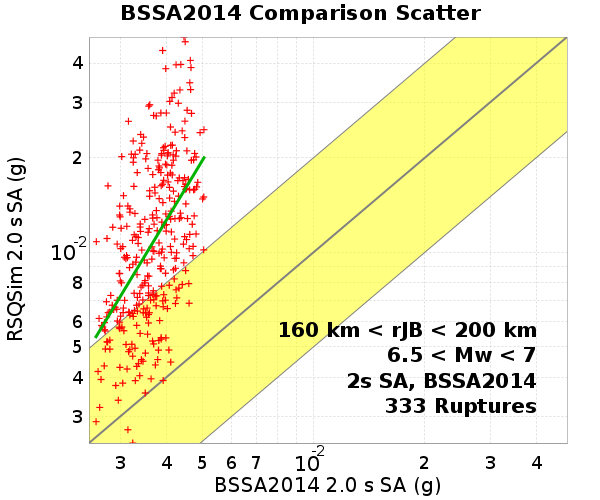 BSSA2014 Comparison Scatter
RSQSim 2.0 s SA (g)
4
3
2
10^-2
8
6
5
4
3
160 km < rJB < 200 km
6.5 < Mw < 7
2s SA, BSSA2014
333 Ruptures
3 4 5 6 7 10^-2 2 3 4
BSSA2014 2.0 s SA (g)